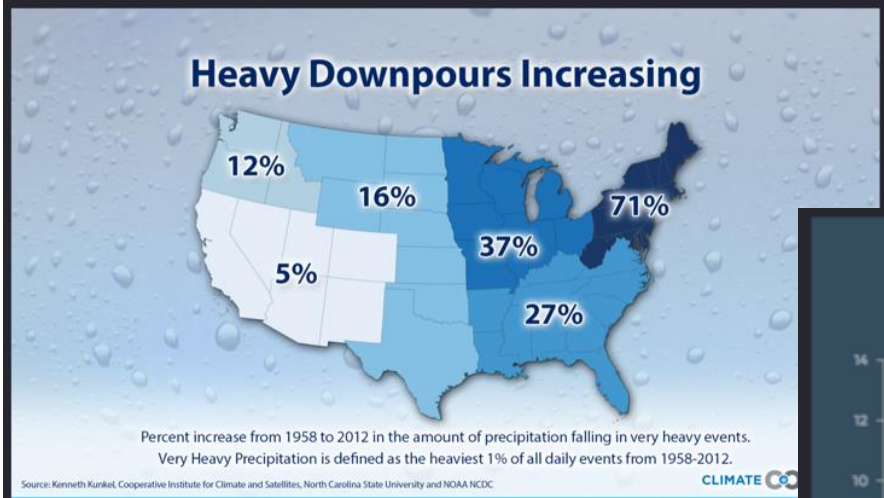 Heavy Downpours Increasing
12%
16%
71%
37%
5%
27%
Percent increase from 1958 to 2012 in the amount of precipitation falling in very heavy events.
Very Heavy Precipitation is defined as the heaviest 1% of all daily events from 1958-2012.
Source: Kenneth Kunkel, Cooperative Institute for Climate and Satellites, North Carolina State University and NOAA NCDC
CLIMATE
14
12
10